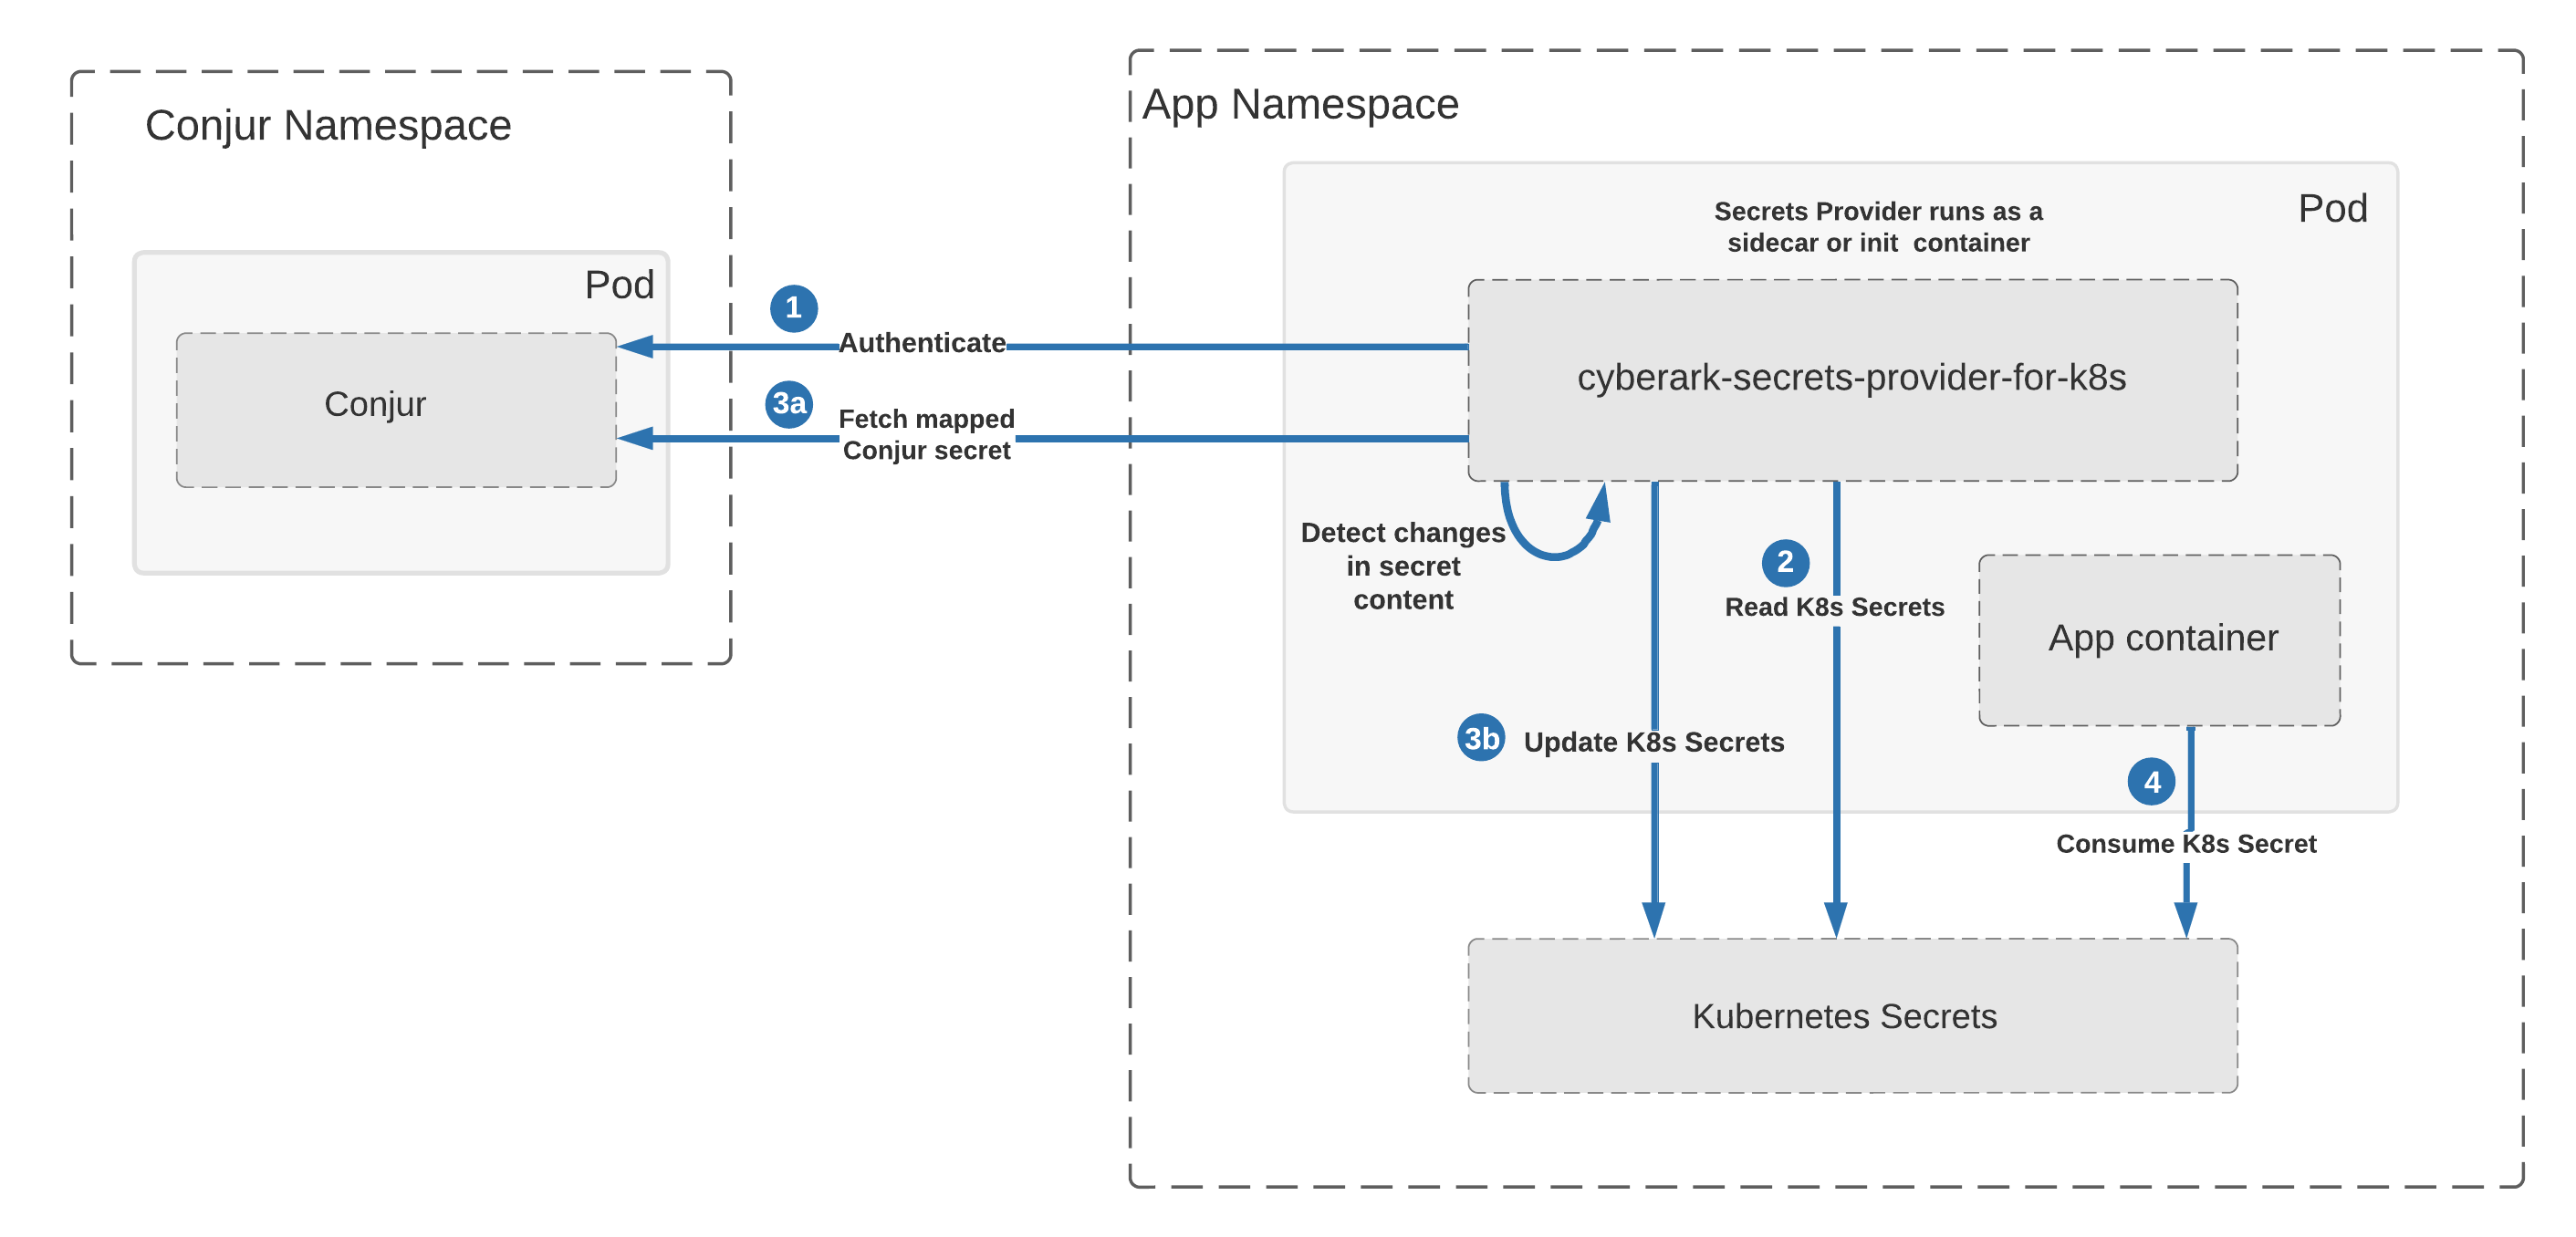 Conjur Namespace
Pod
Conjur
1
Authenticate
3a
Fetch mapped
Conjur secret
App Namespace
Pod
Secrets Provider runs as a
sidecar or init  container
cyberark-secrets-provider-for-k8s
Detect changes
in secret
content
2
Read K8s Secrets
App container
3b
Update K8s Secrets
4
Consume K8s Secret
Kubernetes Secrets